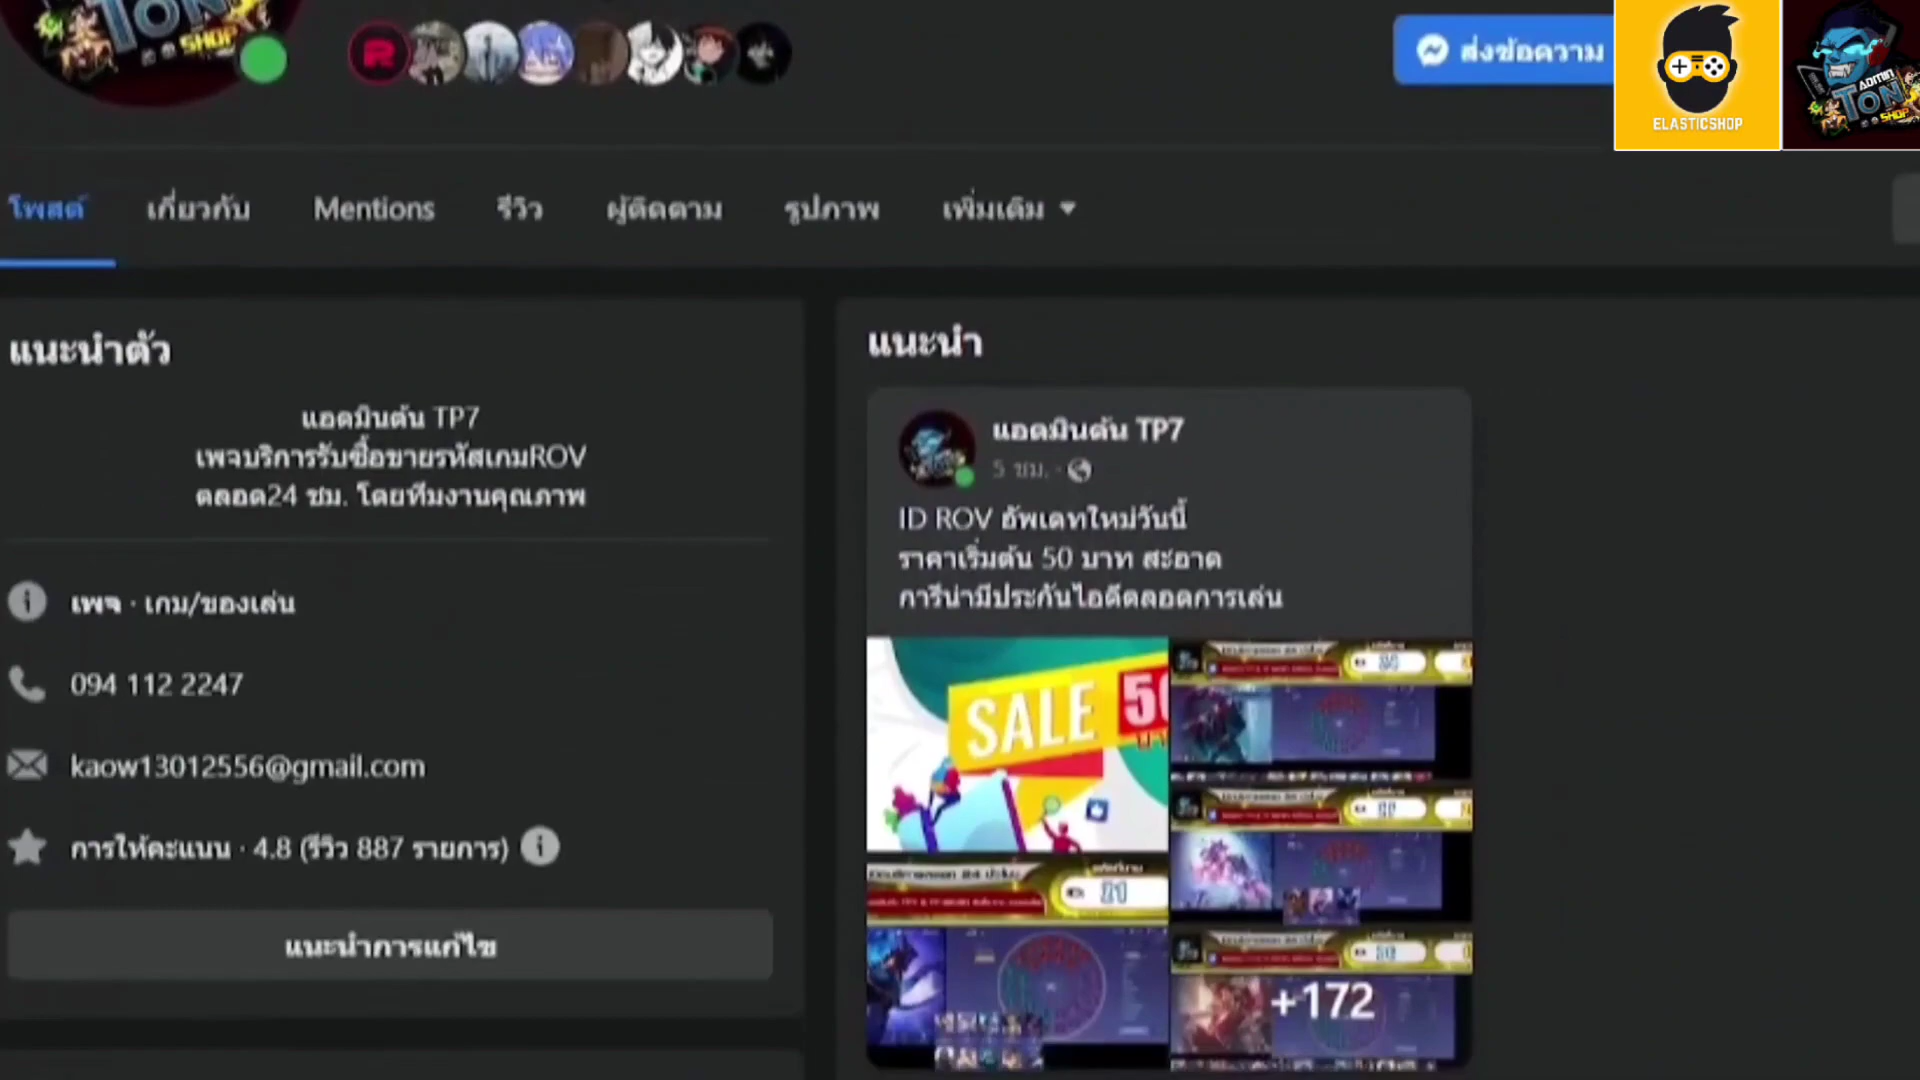 TON
SHOP
ส่งข้อความ
ELASTICSHOP
ADMIN
TON
SHOP
โพสต์
เกี่ยวกับ
Mentions
รีวิว
ผู้ติดตาม
รูปภาพ
เพิ่มเติม
แนะนำตัว
แอดมินต้น TP7
เพจบริการรับซื้อขายรหัสเกมROV
ตลอด24 ชม. โดยทีมงานคุณภาพ
เพจ · เกม/ของเล่น
094 112 2247
kaow13012556@gmail.com
การให้คะแนน · 4.8 (รีวิว 887 รายการ)
แนะนำการแก้ไข
แนะนำ
แอดมินต้น TP7
5 ชม. ·
ID ROV อัพเดทใหม่วันนี้
ราคาเริ่มต้น 50 บาท สะอาด
การีน่ามีประกันไอดีตลอดการเล่น
SALE
21
+172